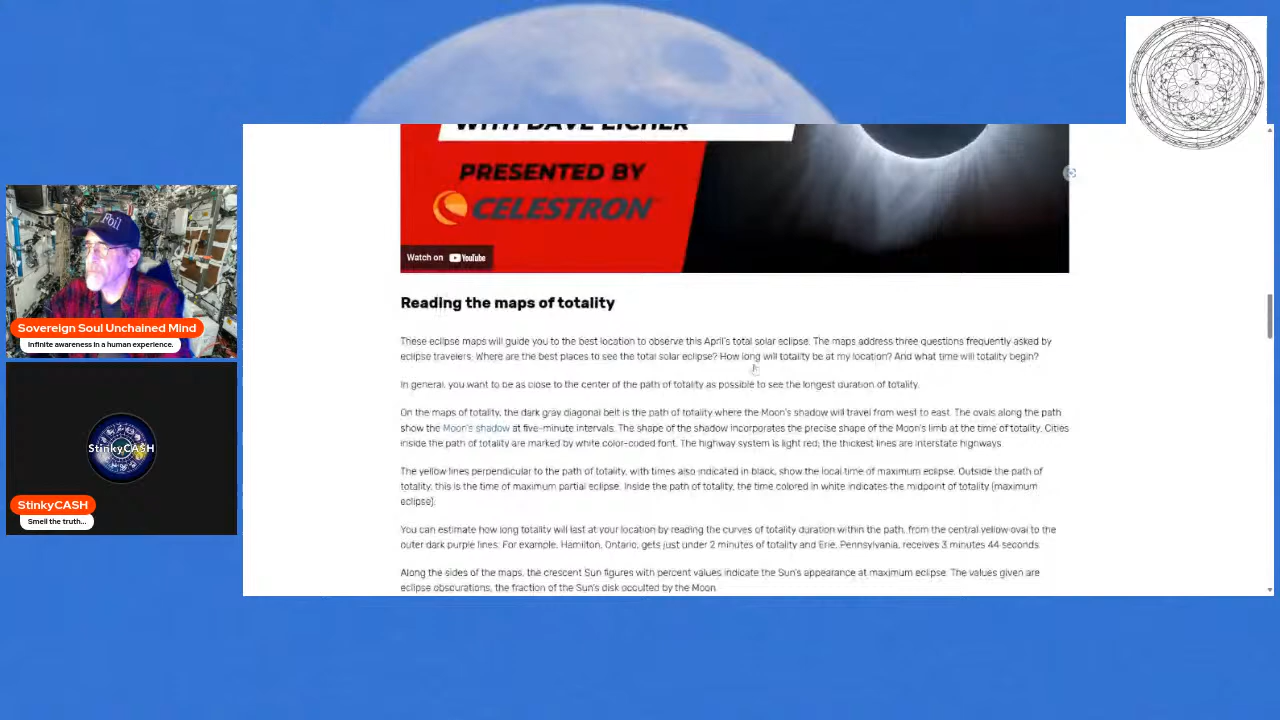 WITH DAVE EICHER
PRESENTED BY
CELESTRON
Watch on YouTube
Reading the maps of totality
These eclipse maps will guide you to the best location to observe this April's total solar eclipse. The maps address three questions frequently asked by
eclipse travelers: Where are the best places to see the total solar eclipse? How long will totality be at my location? And what time will totality begin?
In general, you want to be as close to the center of the path of totality as possible to see the longest duration of totality.
On the maps of totality, the dark gray diagonal belt is the path of totality where the Moon's shadow will travel from west to east. The ovals along the path
show the Moon's shadow at five-minute intervals. The shape of the shadow incorporates the precise shape of the Moon's limb at the time of totality. Cities
inside the path of totality are marked by white color-coded font. The highway system is light red; the thickest lines are interstate highways.
The yellow lines perpendicular to the path of totality, with times also indicated in black, show the local time of maximum eclipse. Outside the path of
totality, this is the time of maximum partial eclipse. Inside the path of totality, the time colored in white indicates the midpoint of totality (maximum
eclipse).
You can estimate how long totality will last at your location by reading the curves of totality duration within the path, from the central yellow oval to the
outer dark purple lines. For example, Hamilton, Ontario, gets just under 2 minutes of totality and Erie, Pennsylvania, receives 3 minutes 44 seconds.
Along the sides of the maps, the crescent Sun figures with percent values indicate the Sun's appearance at maximum eclipse. The values given are
eclipse obscurations, the fraction of the Sun's disk occulted by the Moon.
Foil
Sovereign Soul Unchained Mind
Infinite awareness in a human experience.
StinkyCASH
StinkyCASH
Smell the truth...